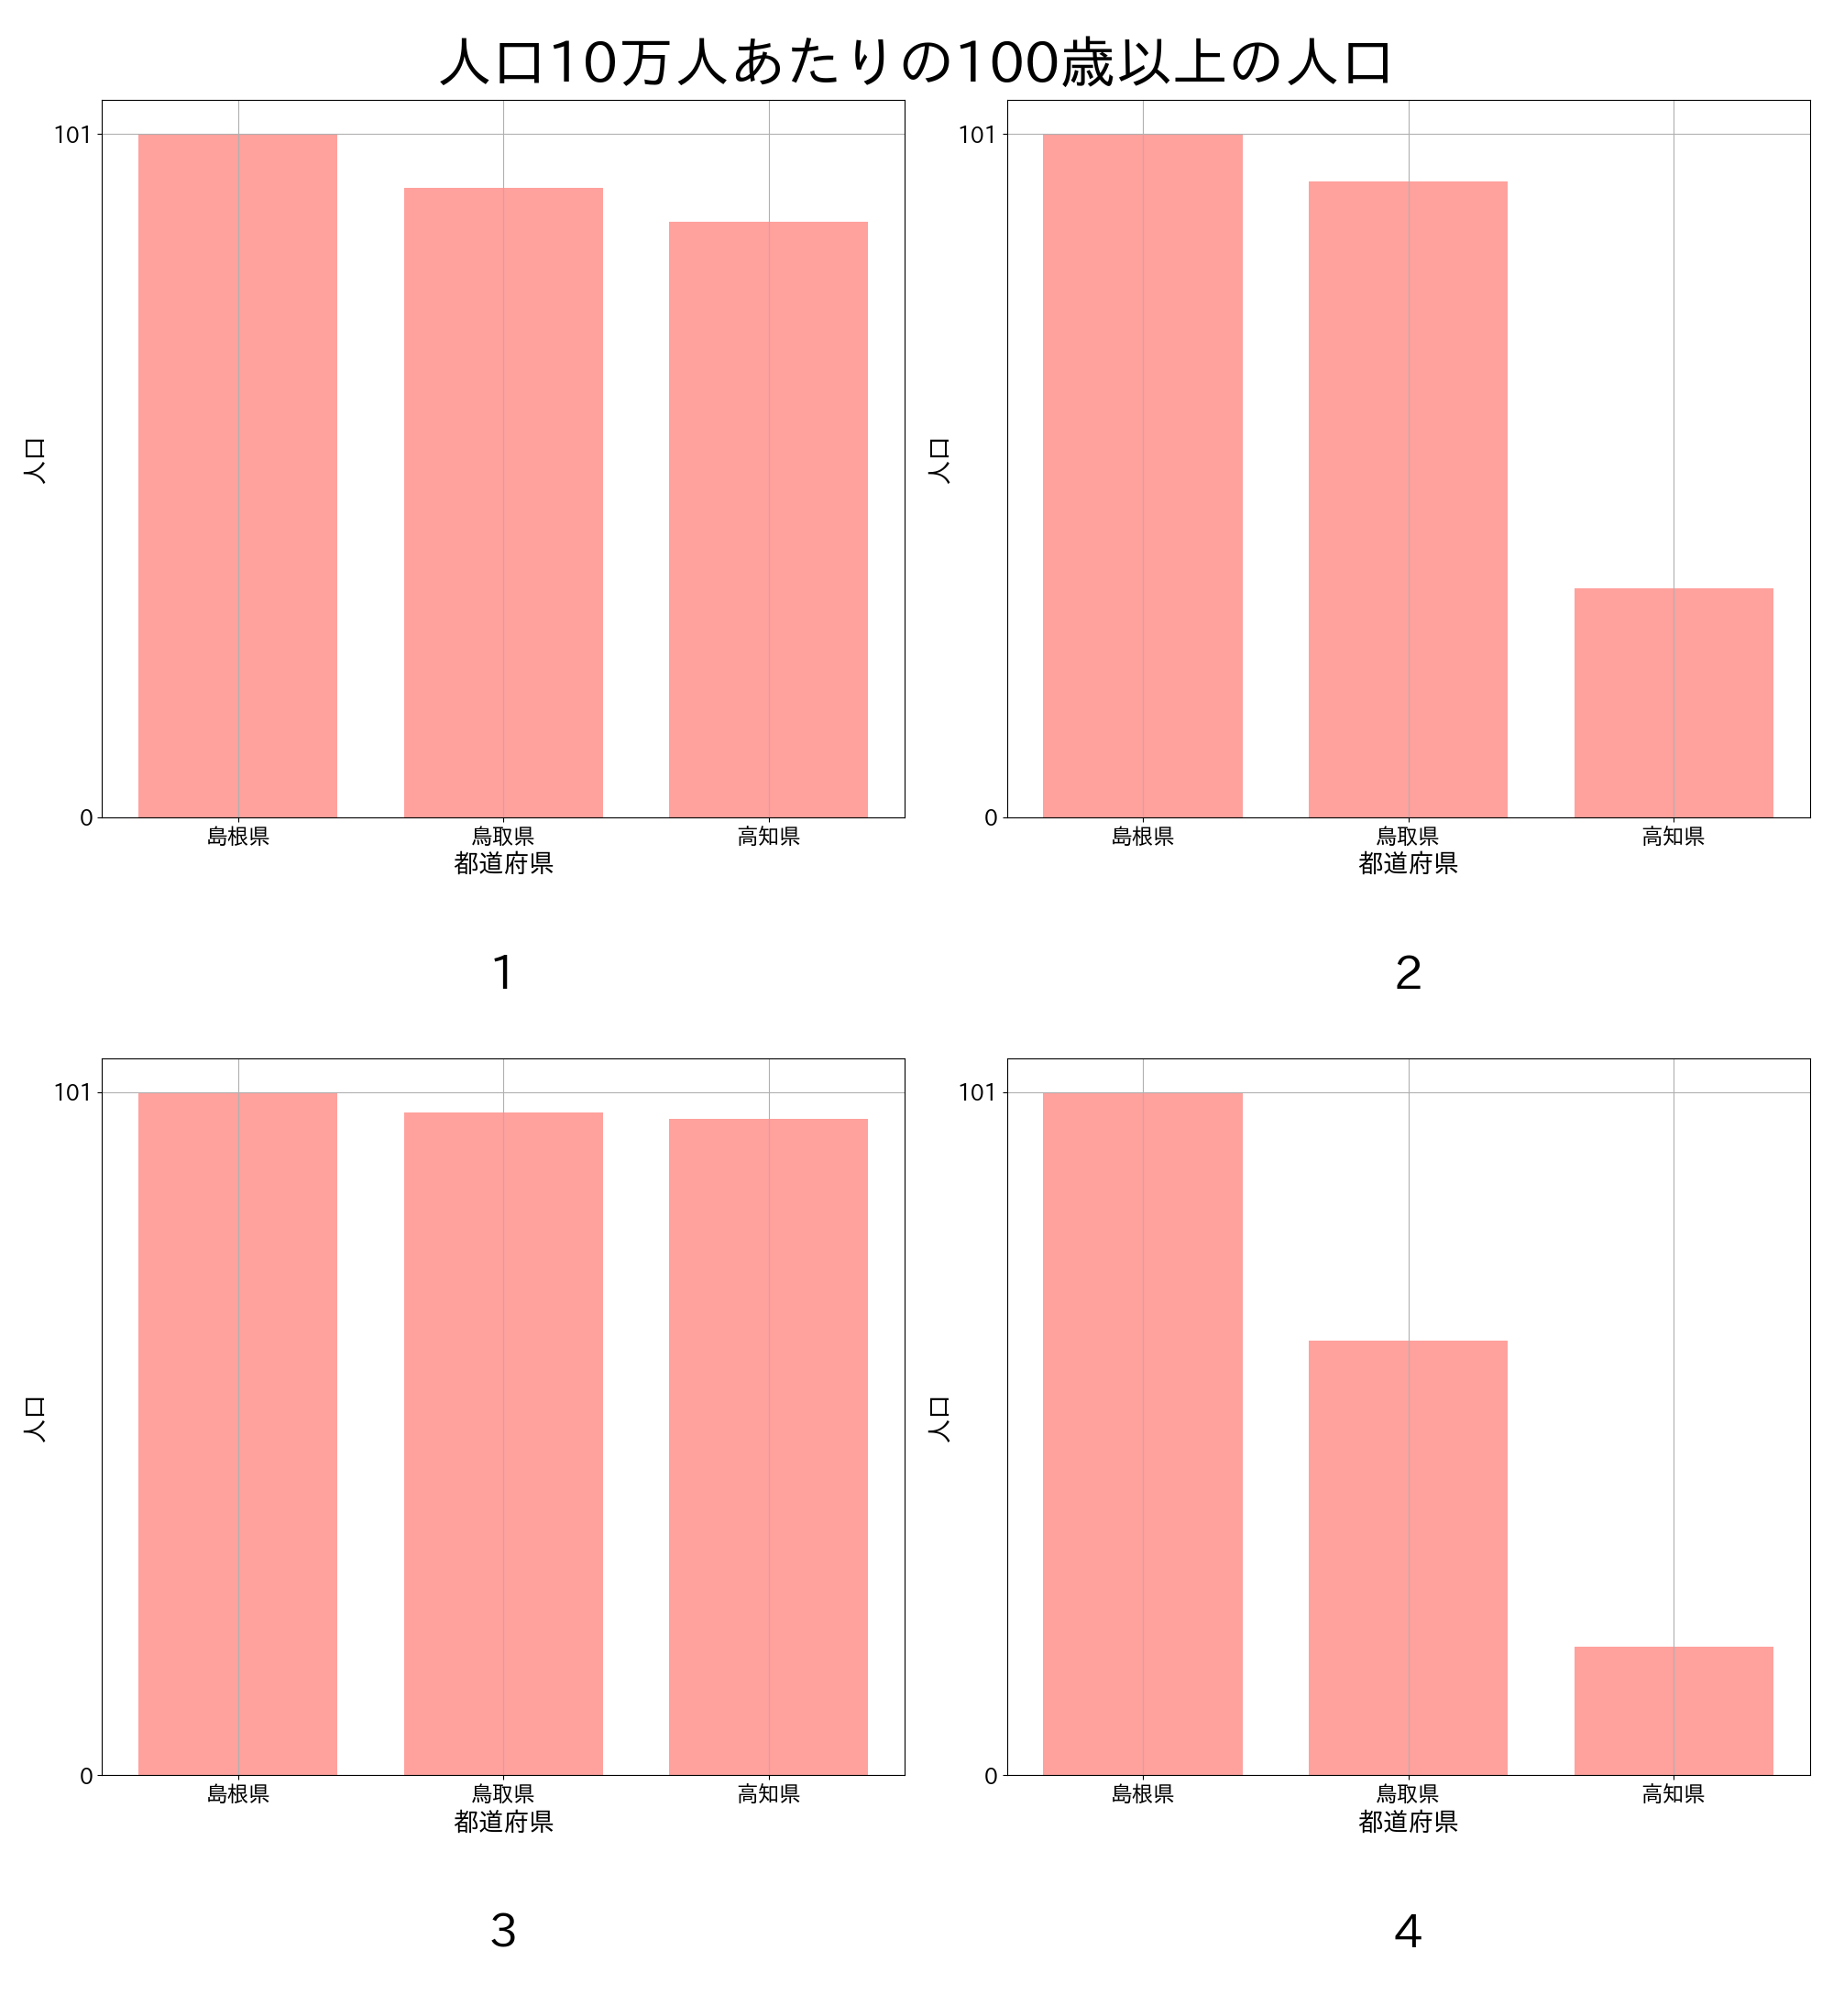 人口10万人あたりの100歳以上の人口
101
0
人口
島根県 鳥取県 高知県
都道府県
1
101
0
人口
島根県 鳥取県 高知県
都道府県
2
101
0
人口
島根県 鳥取県 高知県
都道府県
3
101
0
人口
島根県 鳥取県 高知県
都道府県
4